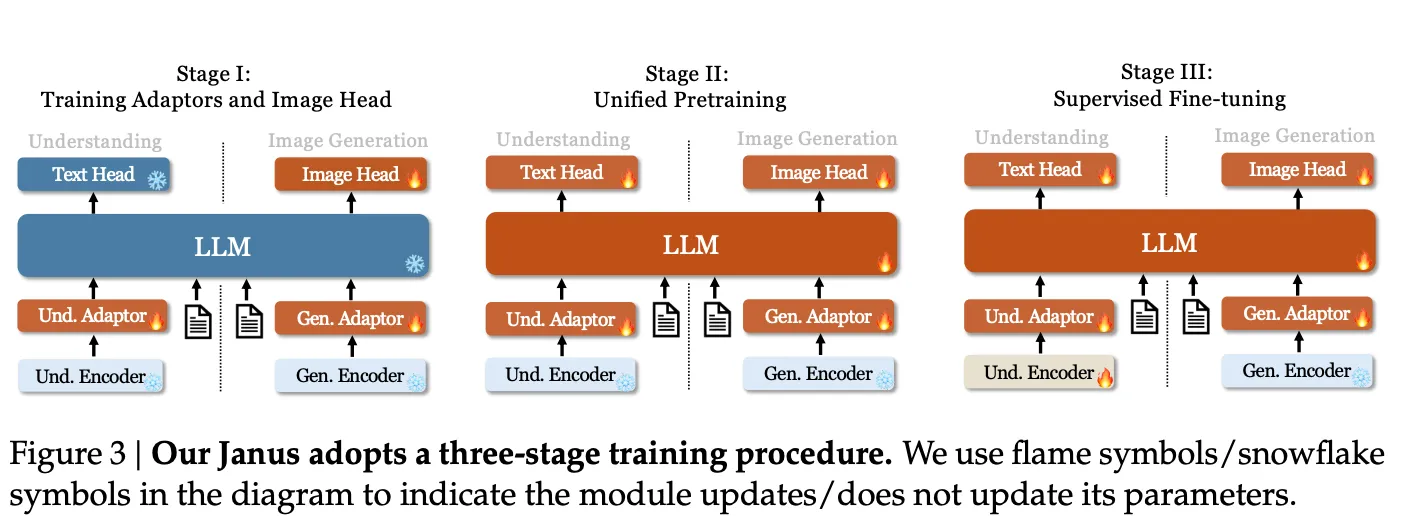 Stage I:
Training Adaptors and Image Head
Understanding
Image Generation
Text Head
Image Head
LLM
Und. Adaptor
Gen. Adaptor
Und. Encoder
Gen. Encoder
Stage II:
Unified Pretraining
Understanding
Image Generation
Text Head
Image Head
LLM
Und. Adaptor
Gen. Adaptor
Und. Encoder
Gen. Encoder
Stage III:
Supervised Fine-tuning
Understanding
Image Generation
Text Head
Image Head
LLM
Und. Adaptor
Gen. Adaptor
Und. Encoder
Gen. Encoder
Figure 3 | Our Janus adopts a three-stage training procedure. We use flame symbols/snowflake
symbols in the diagram to indicate the module updates/does not update its parameters.